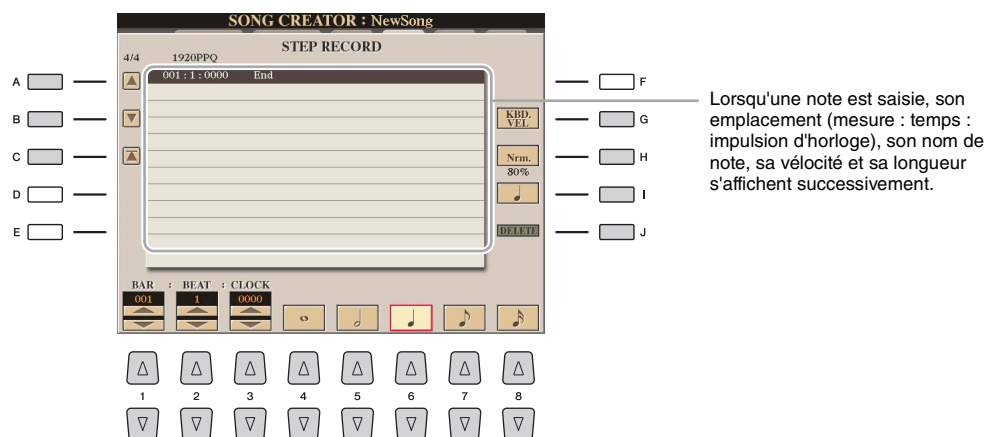 SONG CREATOR : NewSong
STEP RECORD
4/4 1920PPQ
001 : 1 : 0000 End
A
B
C
D
E
F
G
H
I
J
KBD. VEL
Nrm.
80%
DELETE
Lorsqu'une note est saisie, son
emplacement (mesure : temps :
impulsion d'horloge), son nom de
note, sa vélocité et sa longueur
s'affichent successivement.
BAR : BEAT : CLOCK
001 1 0000
1 2 3 4 5 6 7 8